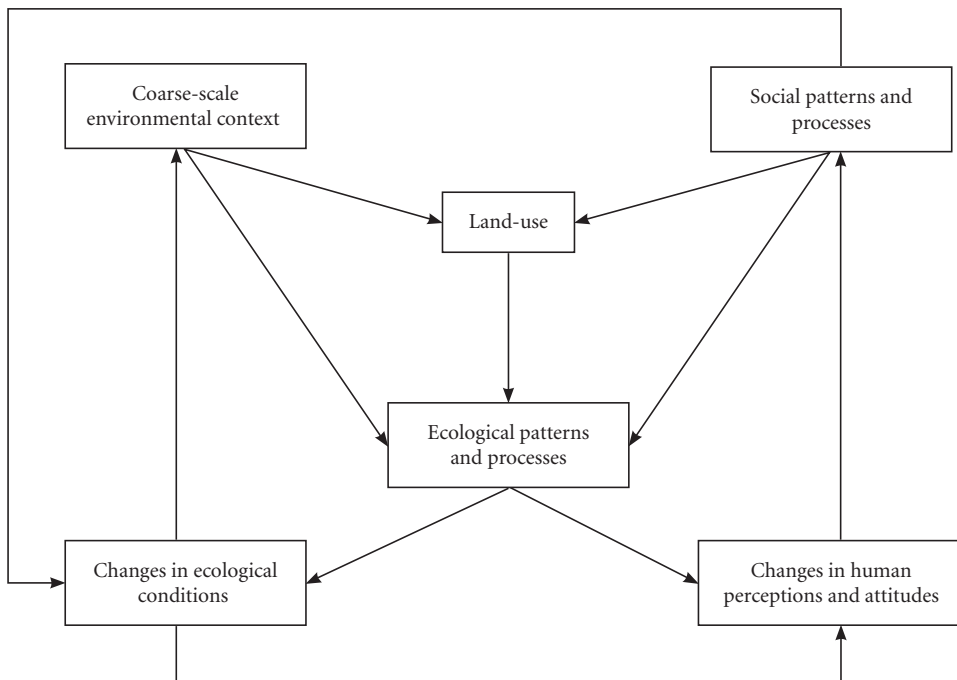 Coarse-scale
environmental context
Social patterns and
processes
Land-use
Ecological patterns
and processes
Changes in ecological
conditions
Changes in human
perceptions and attitudes